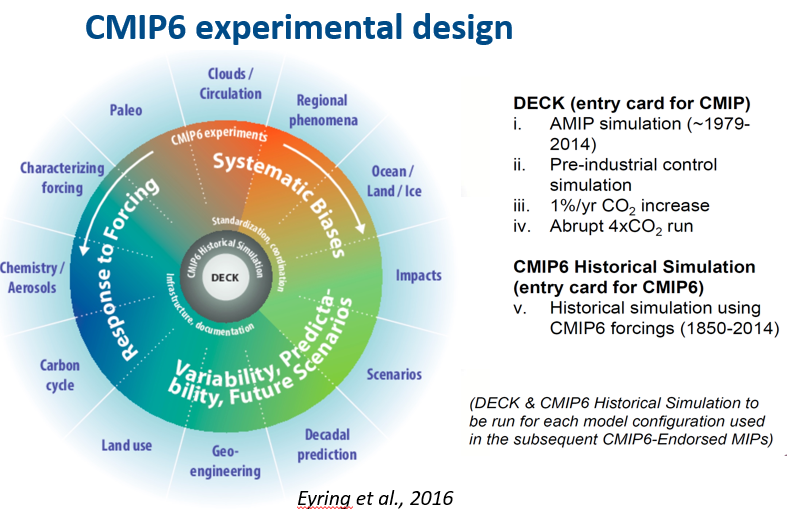 CMIP6 experimental design
Clouds /
Circulation
Regional
phenomena
Ocean /
Land / Ice
Impacts
Scenarios
Decadal
prediction
Geo-
engineering
Land use
Carbon
cycle
Chemistry /
Aerosols
Characterizing
forcing
Paleo
CMIP6 experiments
Systematic Biases
Response to Forcing
Variability, Predicta-
bility, Future Scenarios
Standardization, coordination
Infrastructure, documentation
CMIP6 Historical Simulation
DECK
DECK (entry card for CMIP)
i. AMIP simulation (~1979-
2014)
ii. Pre-industrial control
simulation
iii. 1%/yr CO₂ increase
iv. Abrupt 4xCO₂ run
CMIP6 Historical Simulation
(entry card for CMIP6)
v. Historical simulation using
CMIP6 forcings (1850-2014)
(DECK & CMIP6 Historical Simulation to
be run for each model configuration used
in the subsequent CMIP6-Endorsed MIPs)
Eyring et al., 2016